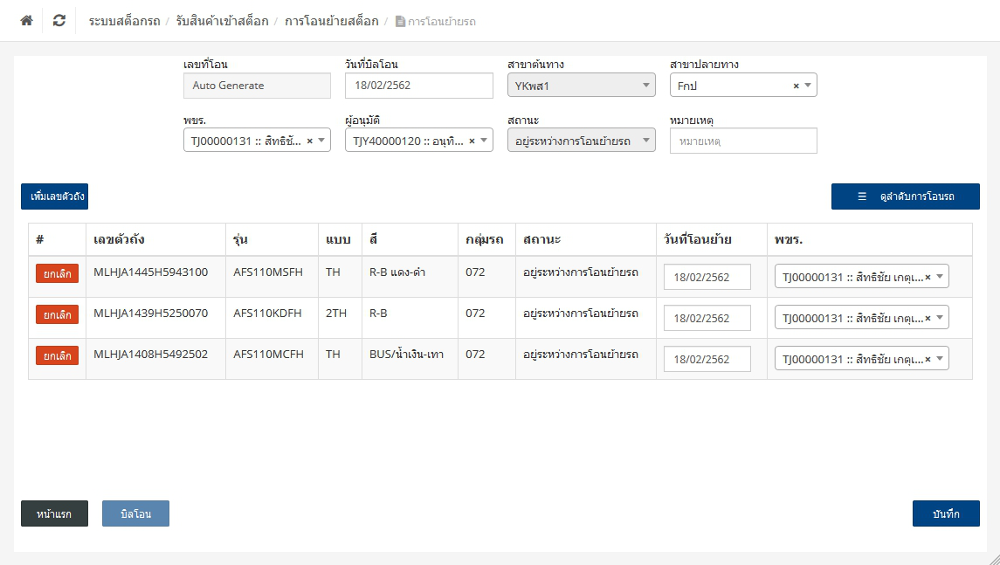 ระบบสต็อกรถ / รับสินค้าเข้าสต็อก / การโอนย้ายสต็อก / การโอนย้ายรถ
เลขที่โอน วันที่บิลโอน สาขาต้นทาง สาขาปลายทาง
Auto Generate 18/02/2562 YKพส1 Fกป ×
พขร. ผู้อนุมัติ สถานะ หมายเหตุ
TJ00000131 :: สิทธิชั... × TJY40000120 :: อนุทิ... × อยู่ระหว่างการโอนย้ายรถ หมายเหตุ
เพิ่มเลขตัวถัง ดูลำดับการโอนรถ
# เลขตัวถัง รุ่น แบบ สี กลุ่มรถ สถานะ วันที่โอนย้าย พขร.
ยกเลิก MLHJA1445H5943100 AFS110MSFH TH R-B แดง-ดำ 072 อยู่ระหว่างการโอนย้ายรถ 18/02/2562 TJ00000131 :: สิทธิชัย เกตุเ... ×
ยกเลิก MLHJA1439H5250070 AFS110KDFH 2TH R-B 072 อยู่ระหว่างการโอนย้ายรถ 18/02/2562 TJ00000131 :: สิทธิชัย เกตุเ... ×
ยกเลิก MLHJA1408H5492502 AFS110MCFH TH BUS/น้ำเงิน-เทา 072 อยู่ระหว่างการโอนย้ายรถ 18/02/2562 TJ00000131 :: สิทธิชัย เกตุเ... ×
หน้าแรก บิลโอน บันทึก